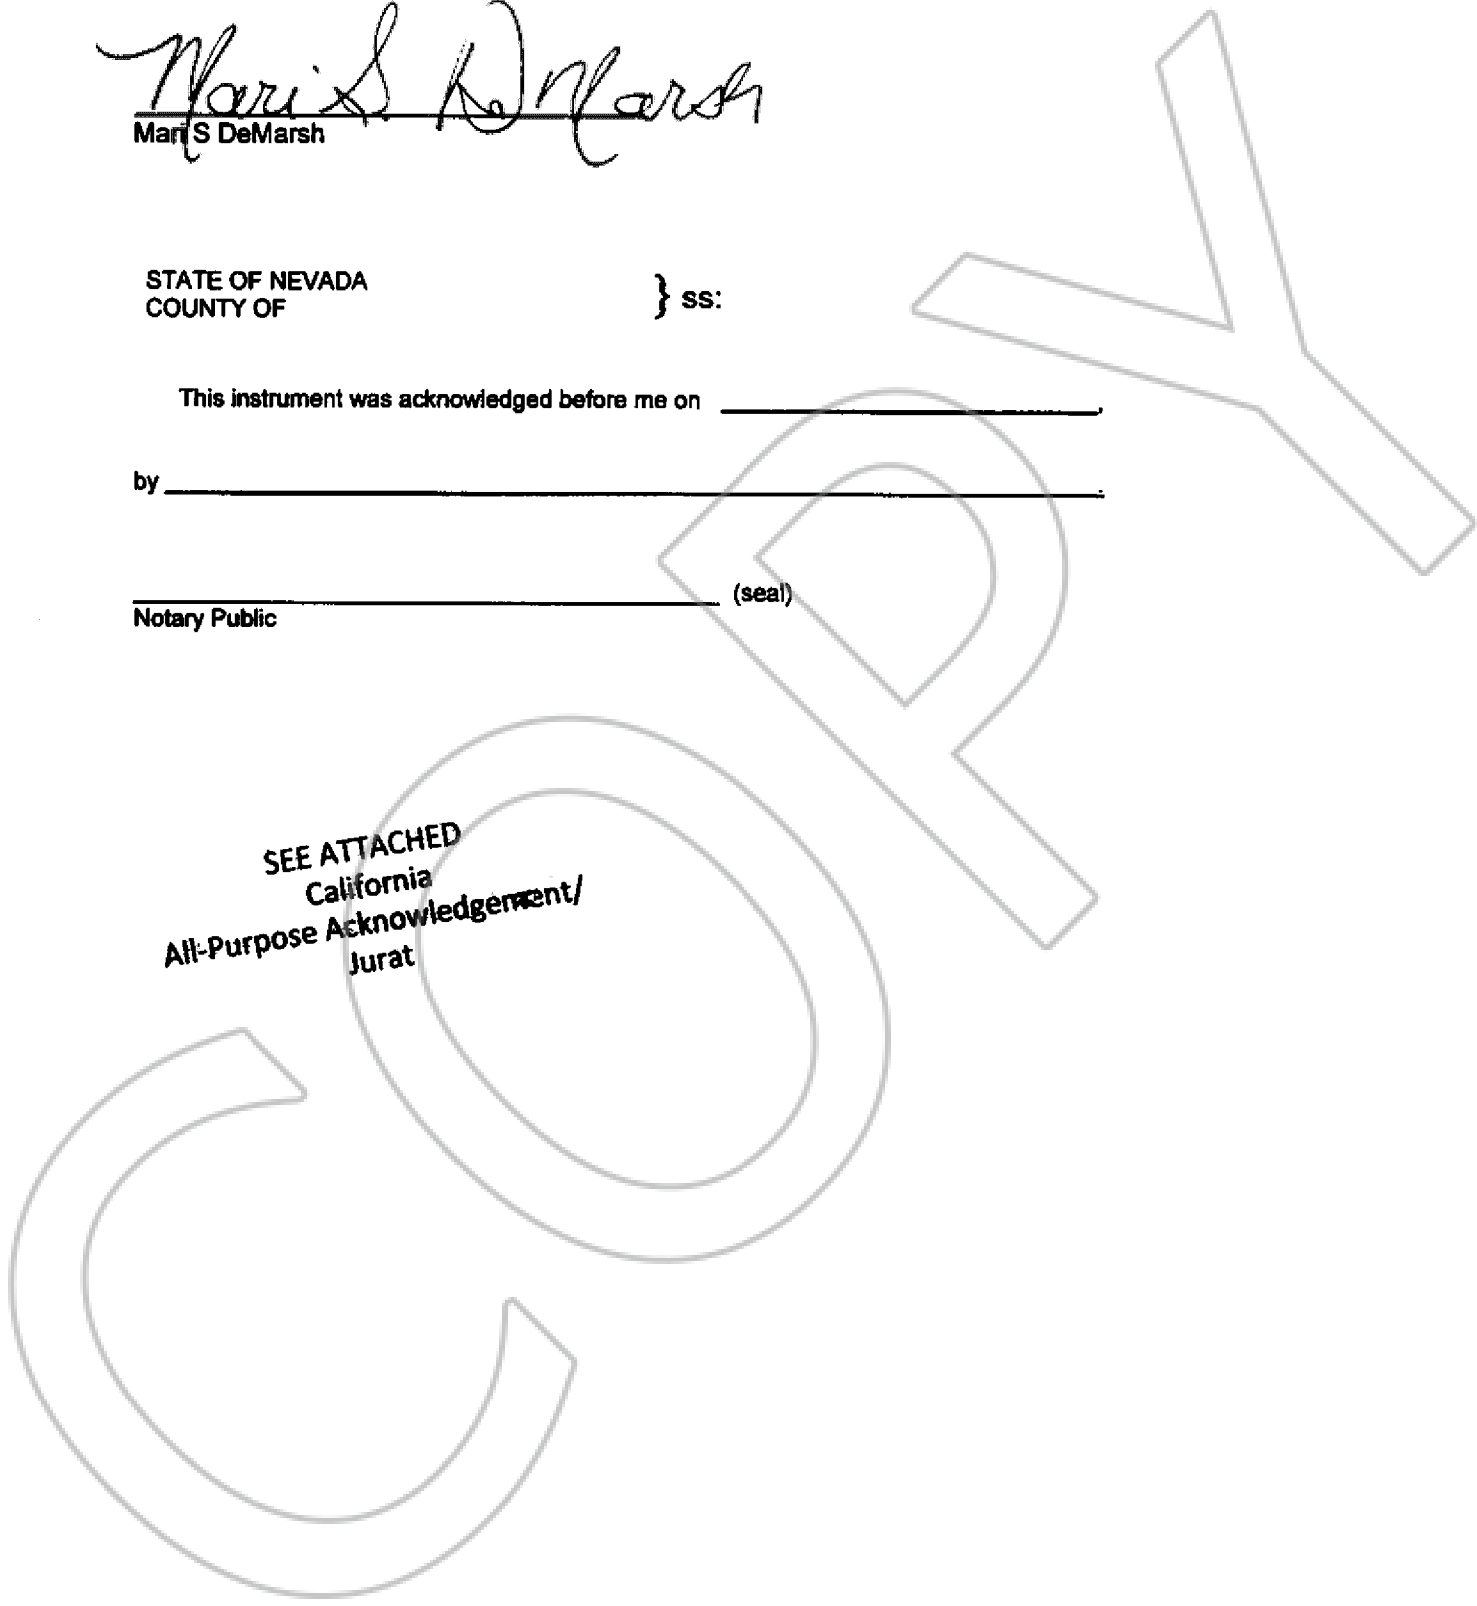 Mari S. DeMarsh
Mari S DeMarsh
STATE OF NEVADA
COUNTY OF
} ss:
This instrument was acknowledged before me on ,
by .
(seal)
Notary Public
SEE ATTACHED
California
All-Purpose Acknowledgement/
Jurat
COPY